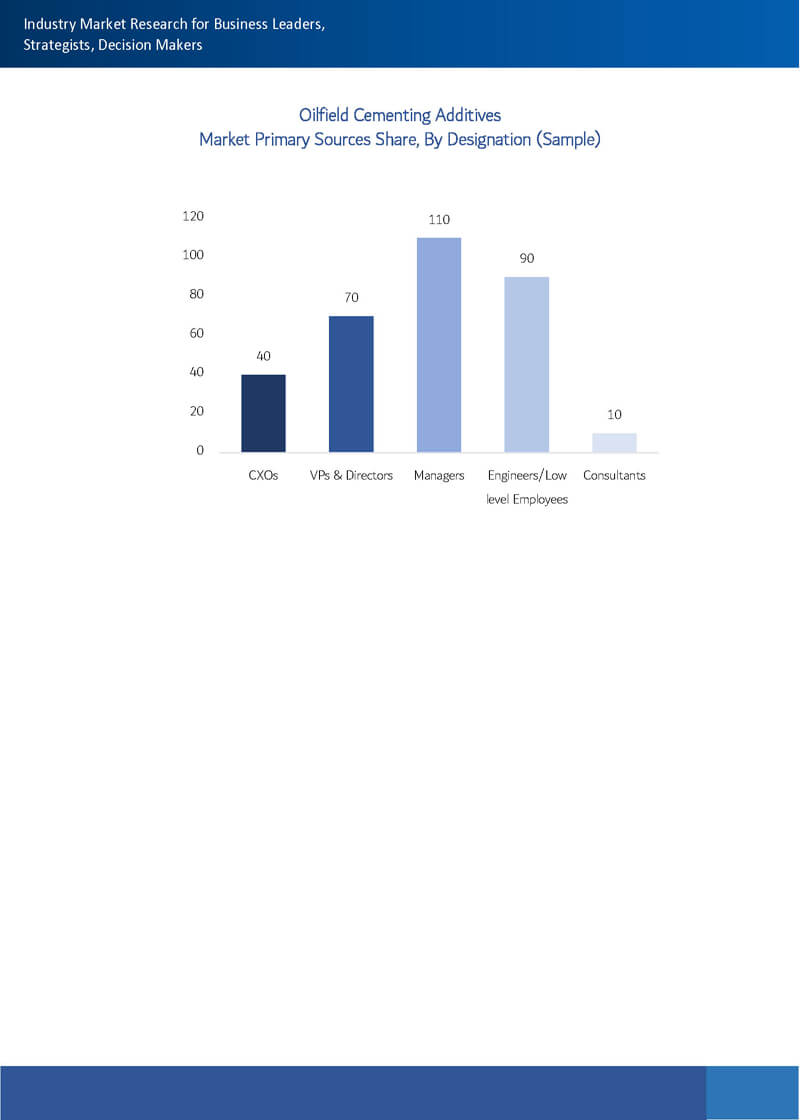 Industry Market Research for Business Leaders,
Strategists, Decision Makers
Oilfield Cementing Additives
Market Primary Sources Share, By Designation (Sample)
120
100
80
60
40
20
0
40
70
110
90
10
CXOs
VPs & Directors
Managers
Engineers/Low
level Employees
Consultants